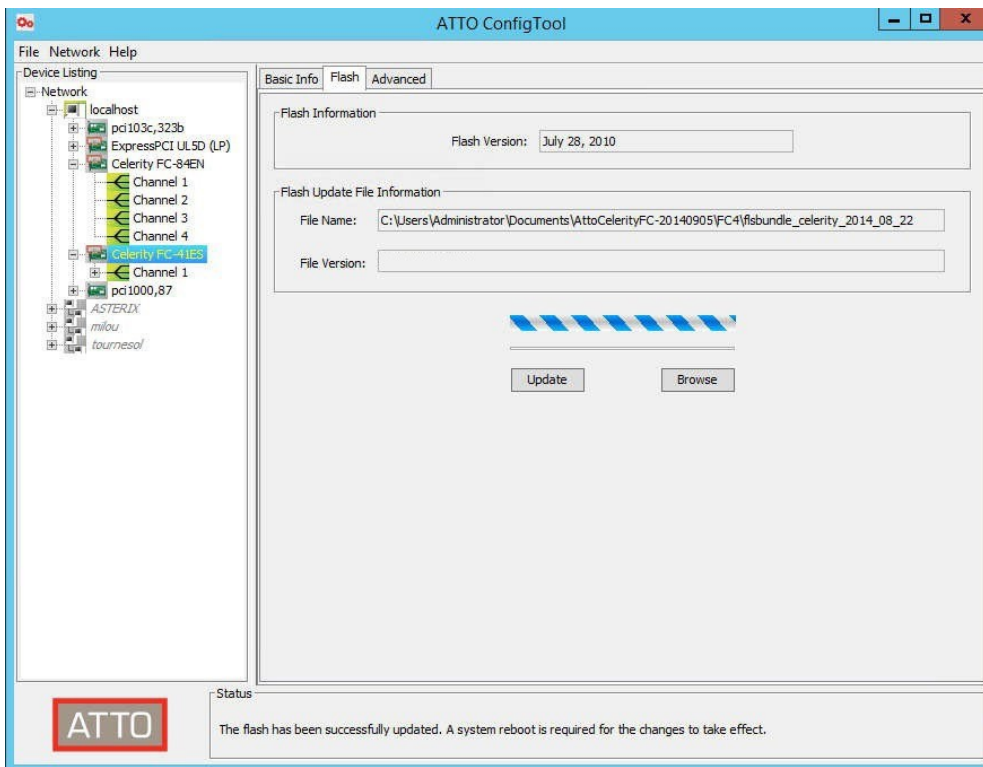 ATTO ConfigTool
File Network Help
Device Listing
Network
localhost
pci103c,323b
ExpressPCI UL5D (LP)
Celerity FC-84EN
Channel 1
Channel 2
Channel 3
Channel 4
Celerity FC-41ES
Channel 1
pci1000,87
ASTERIX
milou
tournesol
Basic Info Flash Advanced
Flash Information
Flash Version: July 28, 2010
Flash Update File Information
File Name: C:\Users\Administrator\Documents\AttoCelerityFC-20140905\FC4\flsbundle_celerity_2014_08_22
File Version:
Update Browse
ATTO
Status
The flash has been successfully updated. A system reboot is required for the changes to take effect.